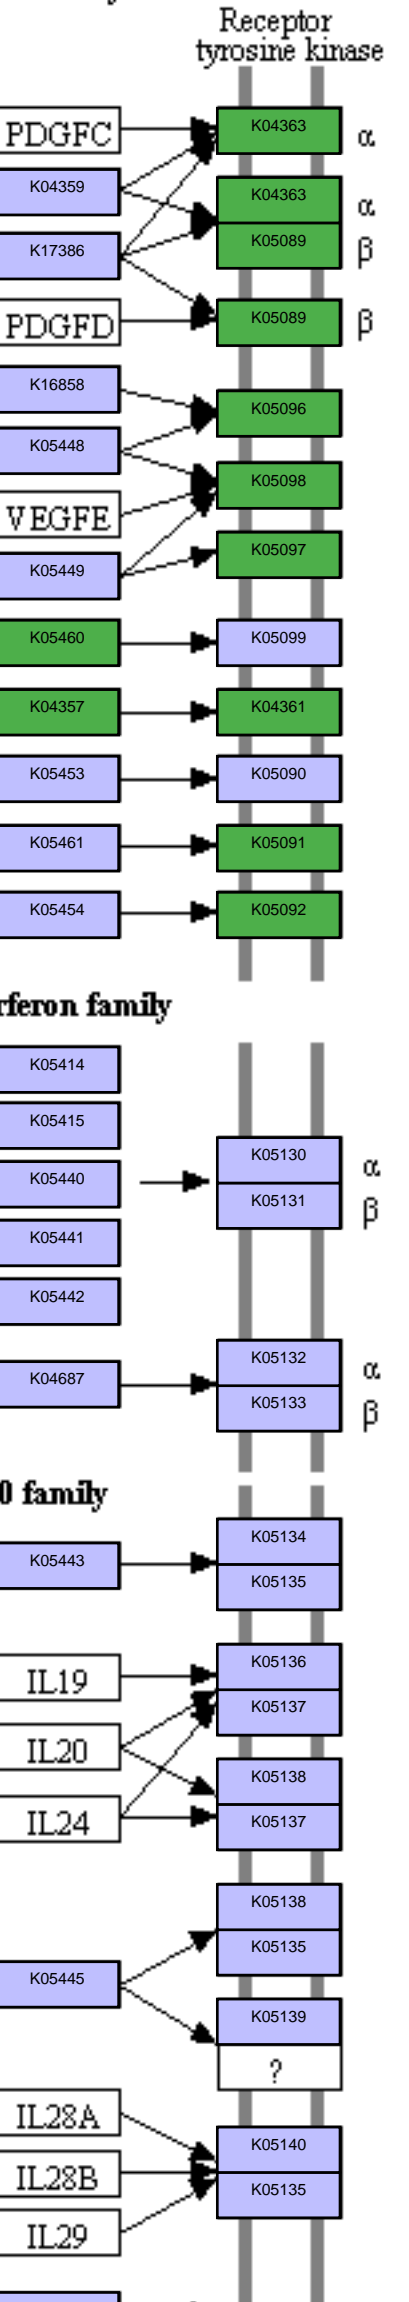 Receptor
tyrosine kinase
PDGFC
K04363
α
K04359
K04363
α
K17386
K05089
β
PDGFD
K05089
β
K16858
K05096
K05448
K05098
VEGFE
K05097
K05449
K05460
K05099
K04357
K04361
K05453
K05090
K05461
K05091
K05454
K05092
rferon family
K05414
K05415
K05130
α
K05440
K05131
β
K05441
K05442
K05132
α
K04687
K05133
β
0 family
K05134
K05443
K05135
K05136
IL19
K05137
IL20
K05138
IL24
K05137
K05138
K05135
K05445
K05139
?
IL28A
K05140
IL28B
K05135
IL29